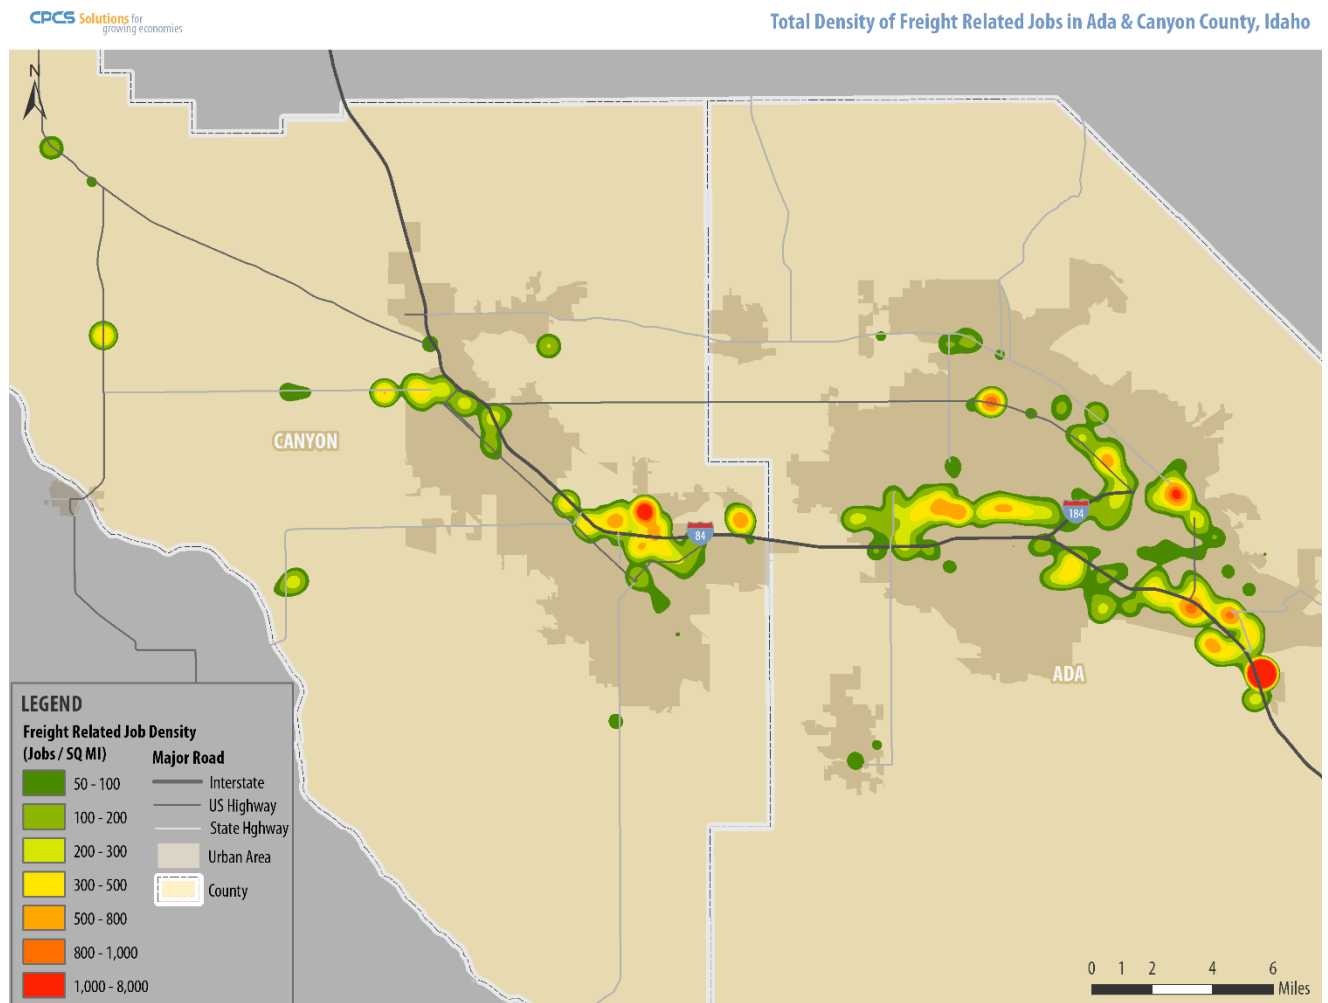 CPCS Solutions for
growing economies
Total Density of Freight Related Jobs in Ada & Canyon County, Idaho
N
CANYON
84
184
ADA
LEGEND
Freight Related Job Density
(Jobs / SQ MI)
50 - 100
100 - 200
200 - 300
300 - 500
500 - 800
800 - 1,000
1,000 - 8,000
Major Road
Interstate
US Highway
State Hghway
Urban Area
County
0 1 2 4 6
Miles